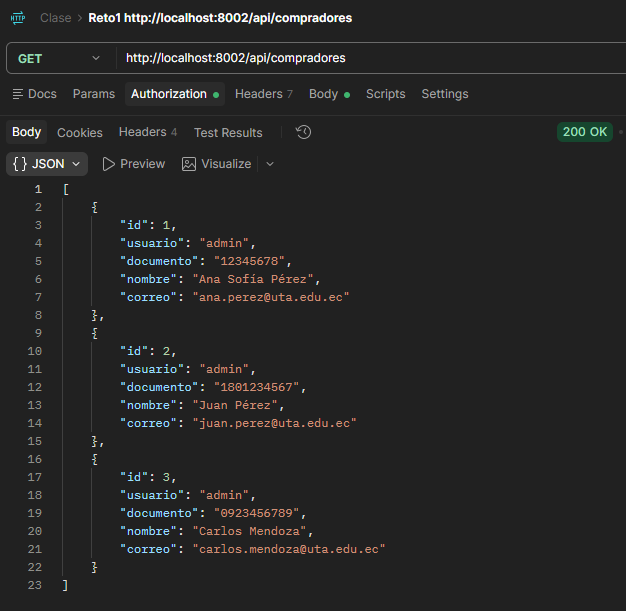 HTTP Clase > Reto1 http://localhost:8002/api/compradores
GET http://localhost:8002/api/compradores
Docs Params Authorization Headers 7 Body Scripts Settings
Body Cookies Headers 4 Test Results 200 OK
{} JSON Preview Visualize
1 [
2 {
3 "id": 1,
4 "usuario": "admin",
5 "documento": "12345678",
6 "nombre": "Ana Sofía Pérez",
7 "correo": "ana.perez@uta.edu.ec"
8 },
9 {
10 "id": 2,
11 "usuario": "admin",
12 "documento": "1801234567",
13 "nombre": "Juan Pérez",
14 "correo": "juan.perez@uta.edu.ec"
15 },
16 {
17 "id": 3,
18 "usuario": "admin",
19 "documento": "0923456789",
20 "nombre": "Carlos Mendoza",
21 "correo": "carlos.mendoza@uta.edu.ec"
22 }
23 ]